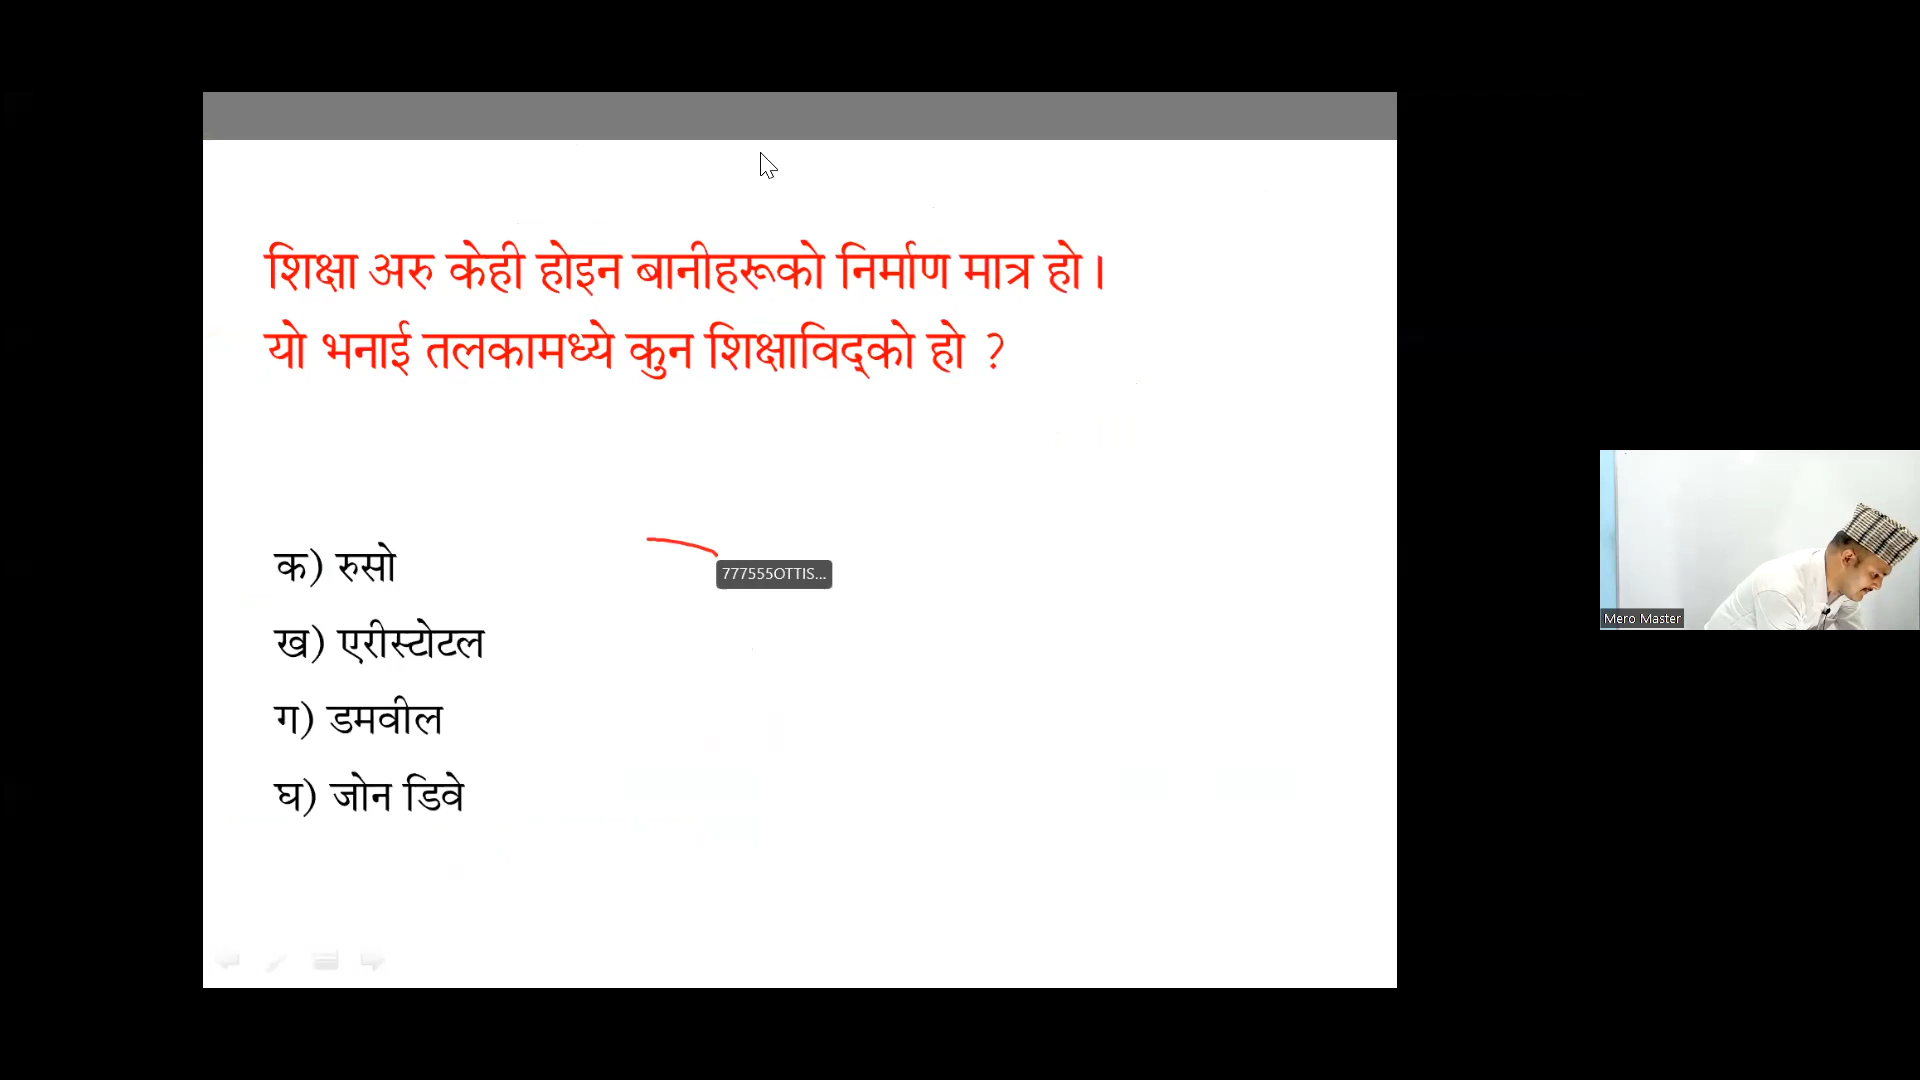 शिक्षा अरु केही होइन बानीहरूको निर्माण मात्र हो।
यो भनाई तलकामध्ये कुन शिक्षाविद्को हो ?
क) रुसो
777555OTTIS...
ख) एरीस्टोटल
ग) डमवील
घ) जोन डिवे
Mero Master